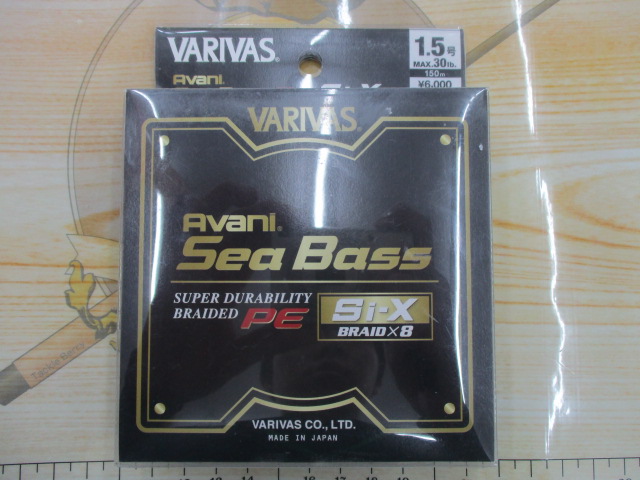 VARIVAS®
1.5号
MAX.30lb.
150m
¥6,000
Avani
Si-X
VARIVAS®
Avani®
Sea Bass
SUPER DURABILITY
BRAIDED PE
Si-X
BRAID×8
VARIVAS CO., LTD.
MADE IN JAPAN